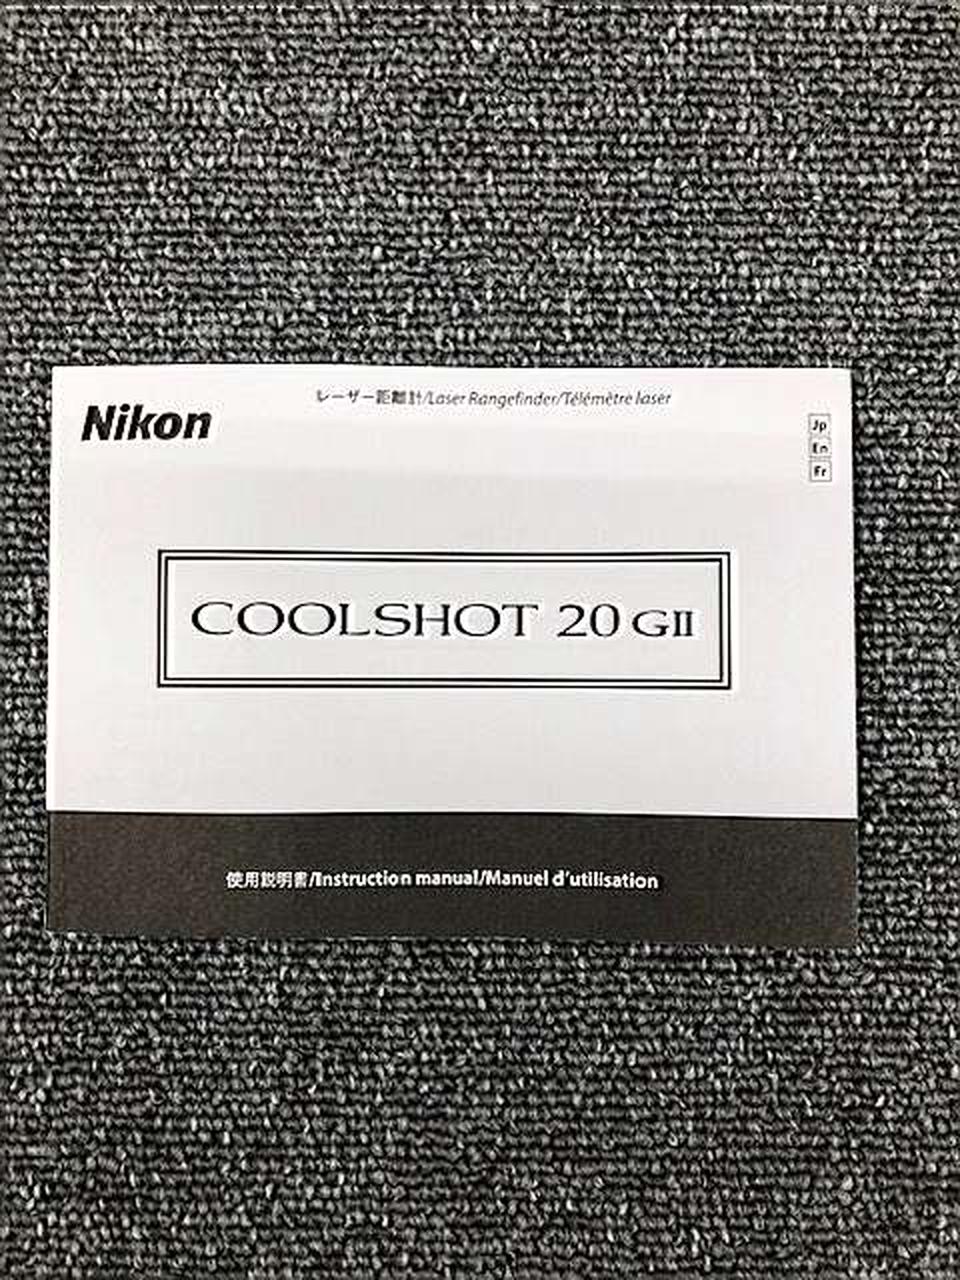 レーザー距離計/Laser Rangefinder/Télémètre laser
Nikon
Jp
En
Fr
COOLSHOT 20 GII
使用説明書/Instruction manual/Manuel d'utilisation